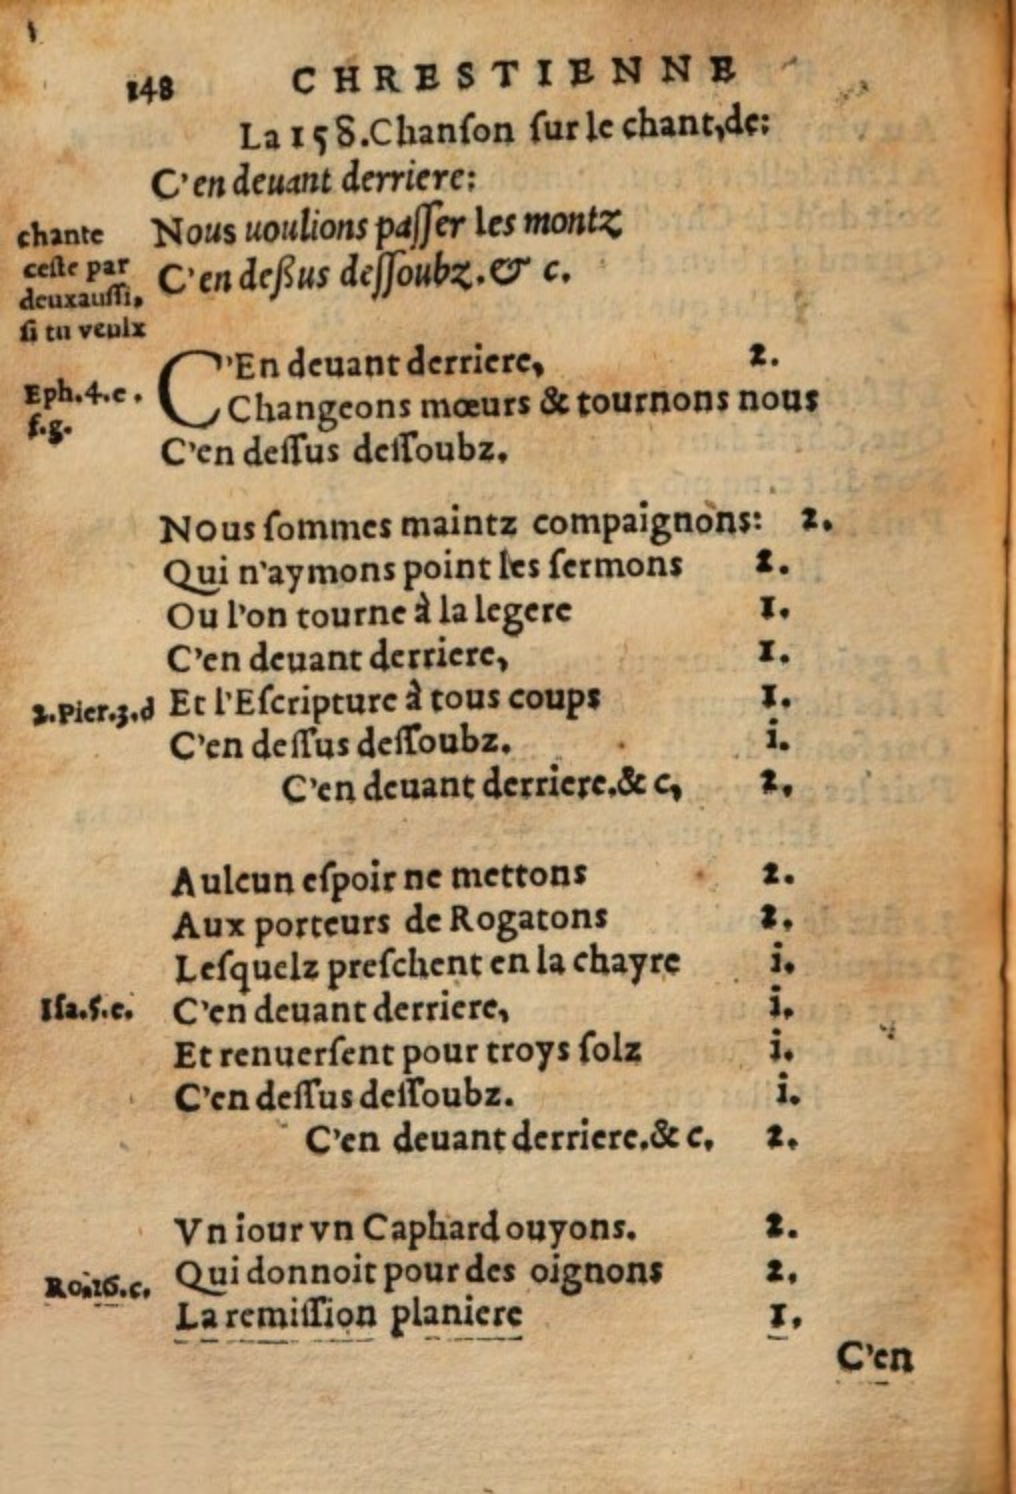 148 CHRESTIENNE
La 158. Chanſon ſur le chant, de:
C'en deuant derriere:
Nous uoulions paſſer les montz
C'en deßus deſſoubz. & c.
chante
ceſte par
deux auſſi,
ſi tu veulx
C'En deuant derriere, 2.
Changeons mœurs & tournons nous
C'en deſſus deſſoubz.
Eph.4.e.
f.g.
Nous ſommes maintz compaignons: 2.
Qui n'aymons point les ſermons 2.
Ou l'on tourne à la legere 1.
C'en deuant derriere, 1.
2.Pier.3.d Et l'Eſcripture à tous coups 1.
C'en deſſus deſſoubz. i.
C'en deuant derriere. & c, 2.
Aulcun eſpoir ne mettons 2.
Aux porteurs de Rogatons 2.
Leſquelz preſchent en la chayre i.
Iſa.5.e. C'en deuant derriere, i.
Et renuerſent pour troys ſolz i.
C'en deſſus deſſoubz. i.
C'en deuant derriere. & c. 2.
Vn iour vn Caphard ouyons. 2.
Ro.16.c. Qui donnoit pour des oignons 2.
La remiſſion planiere 1.
C'en